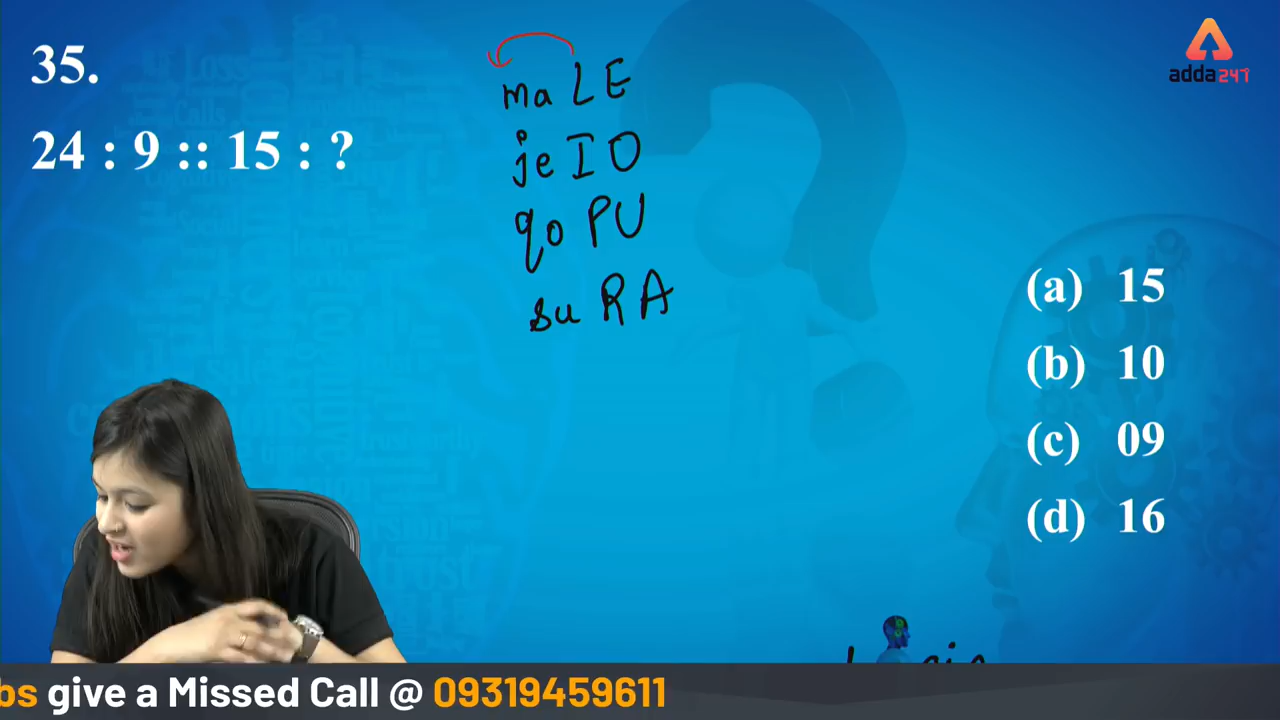 35.
24 : 9 :: 15 : ?
maLE
jeIO
qoPU
suRA
adda247
(a) 15
(b) 10
(c) 09
(d) 16
bs give a Missed Call @ 09319459611